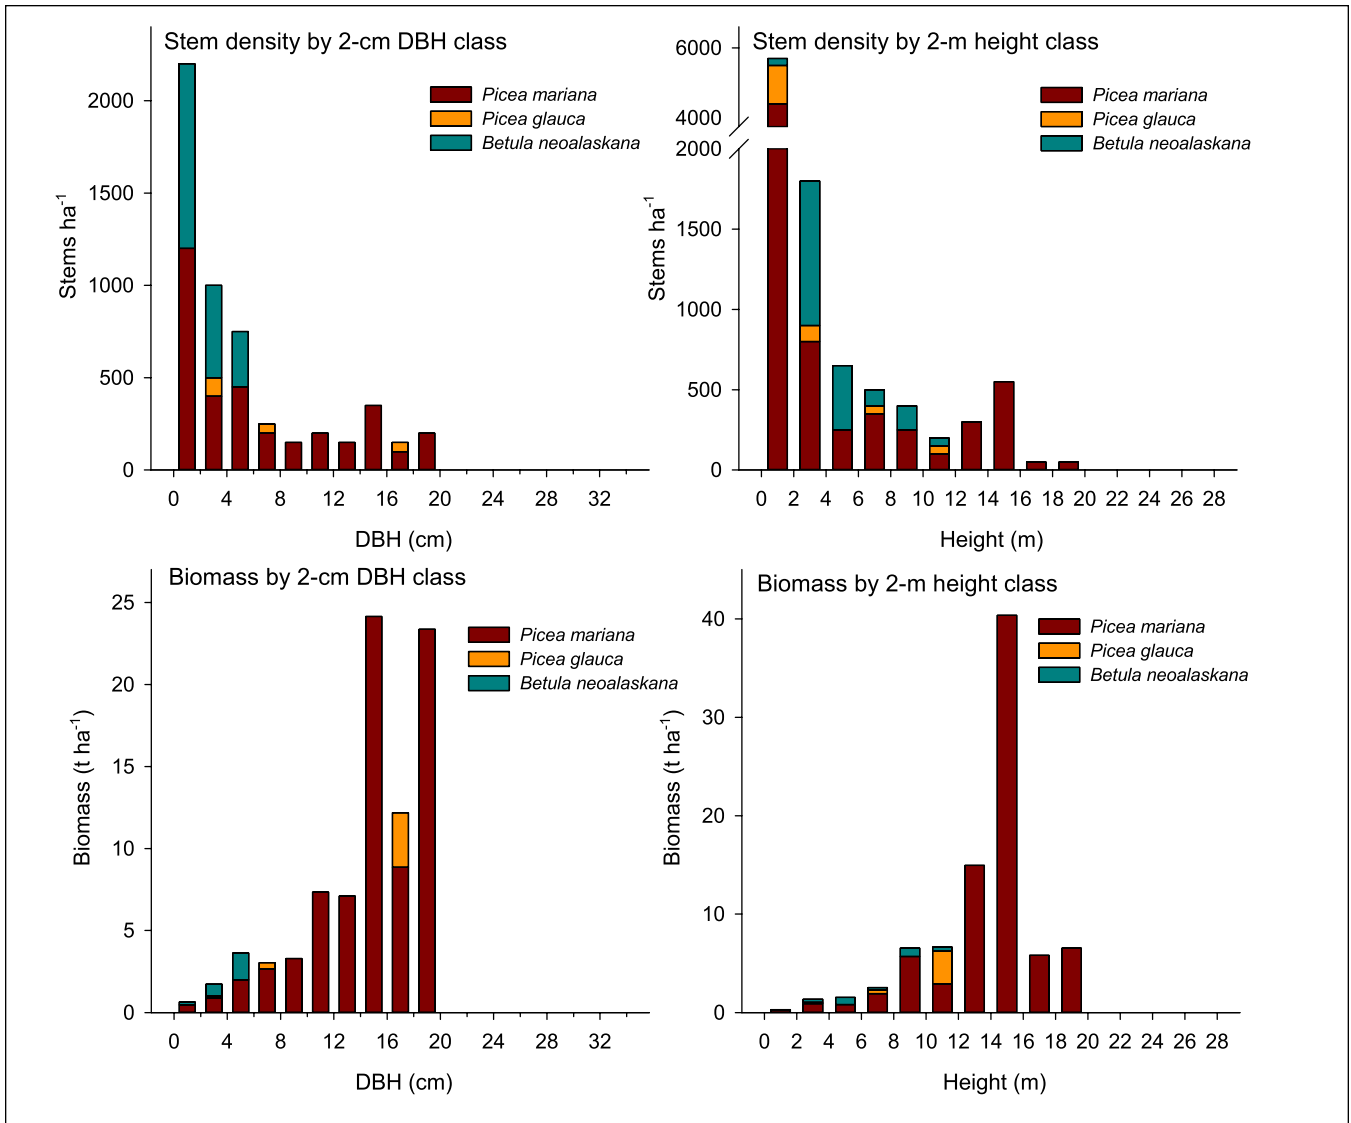 Stem density by 2-cm DBH class
Picea mariana
Picea glauca
Betula neoalaskana
Stems ha-1
2000
1500
1000
500
0
0 4 8 12 16 20 24 28 32
DBH (cm)
Stem density by 2-m height class
Picea mariana
Picea glauca
Betula neoalaskana
Stems ha-1
6000
4000
2000
1500
1000
500
0
0 2 4 6 8 10 12 14 16 18 20 22 24 26 28
Height (m)
Biomass by 2-cm DBH class
Picea mariana
Picea glauca
Betula neoalaskana
Biomass (t ha-1)
25
20
15
10
5
0
0 4 8 12 16 20 24 28 32
DBH (cm)
Biomass by 2-m height class
Picea mariana
Picea glauca
Betula neoalaskana
Biomass (t ha-1)
40
30
20
10
0
0 2 4 6 8 10 12 14 16 18 20 22 24 26 28
Height (m)